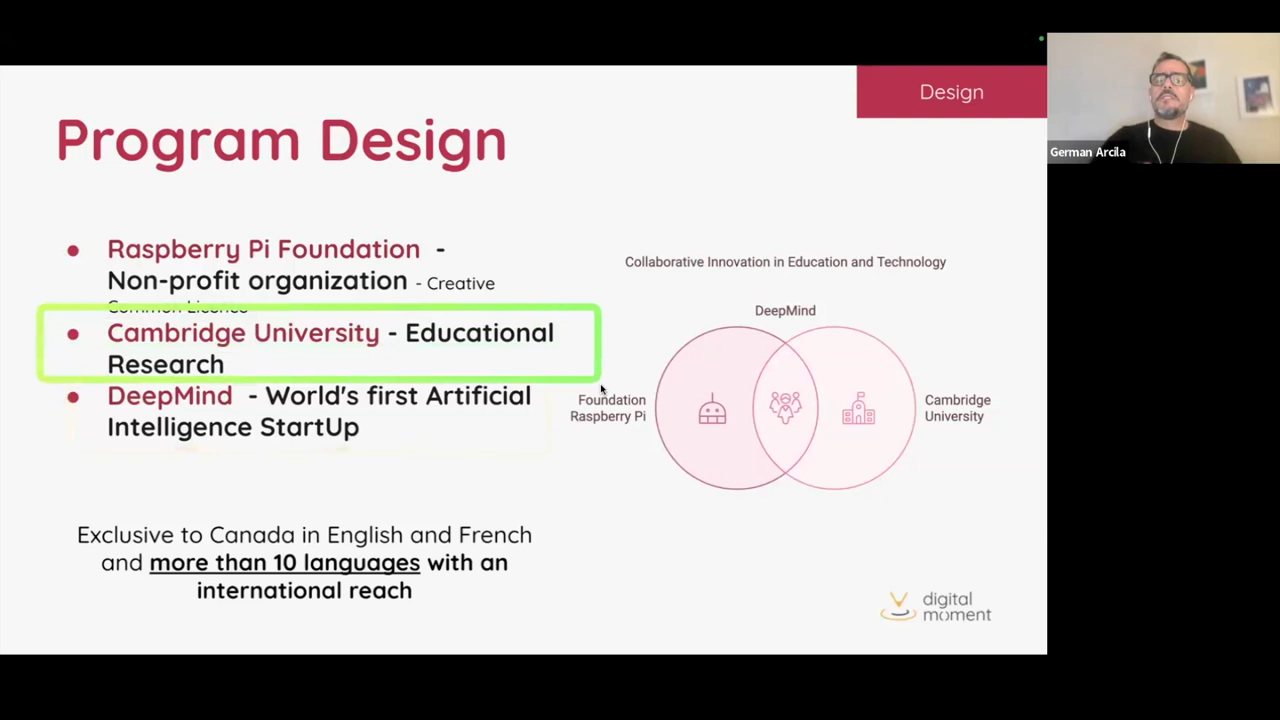 Design
German Arcila
Program Design
Raspberry Pi Foundation -
Non-profit organization - Creative
Common Licence
Cambridge University - Educational
Research
DeepMind - World's first Artificial
Intelligence StartUp
Exclusive to Canada in English and French
and more than 10 languages with an
international reach
Collaborative Innovation in Education and Technology
DeepMind
Foundation
Raspberry Pi
Cambridge
University
digital
moment